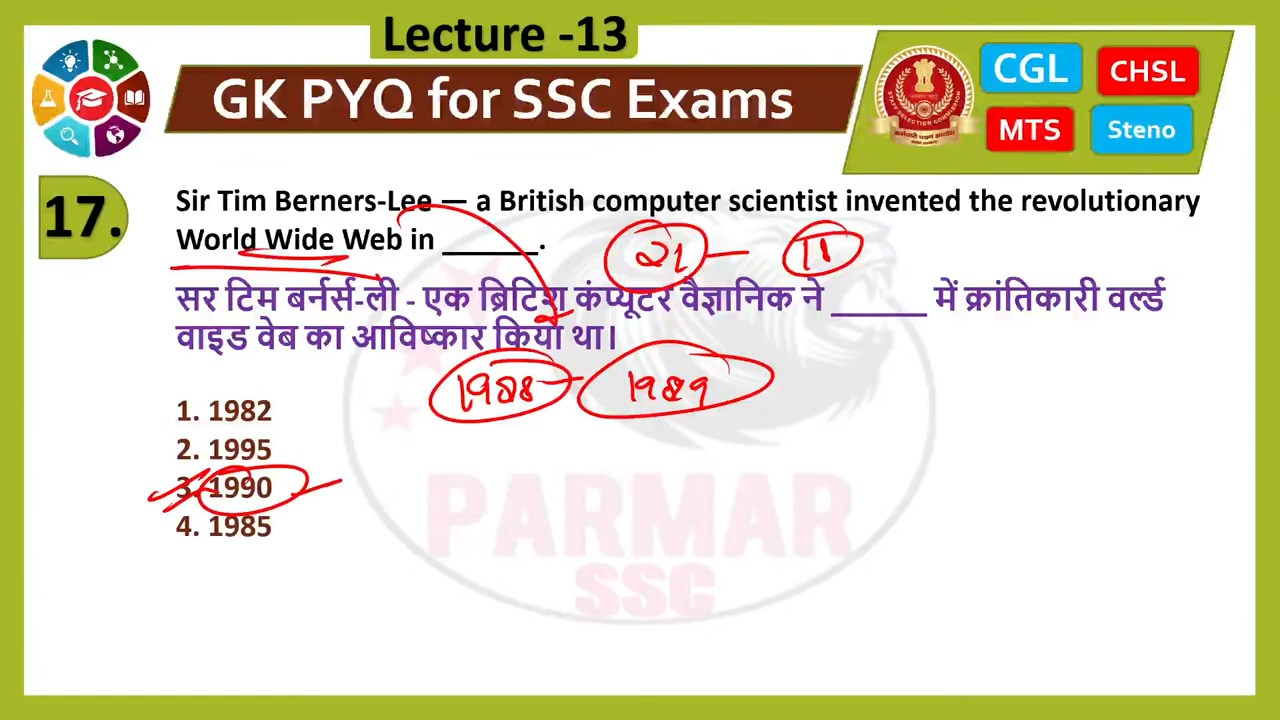 Lecture -13
GK PYQ for SSC Exams
CGL
CHSL
MTS
Steno
17.
Sir Tim Berners-Lee — a British computer scientist invented the revolutionary
World Wide Web in ______.
21 — 11
सर टिम बर्नर्स-ली - एक ब्रिटिश कंप्यूटर वैज्ञानिक ने ______ में क्रांतिकारी वर्ल्ड
वाइड वेब का आविष्कार किया था।
1989
1. 1982
2. 1995
3. 1990
4. 1985
PARMAR
SSC